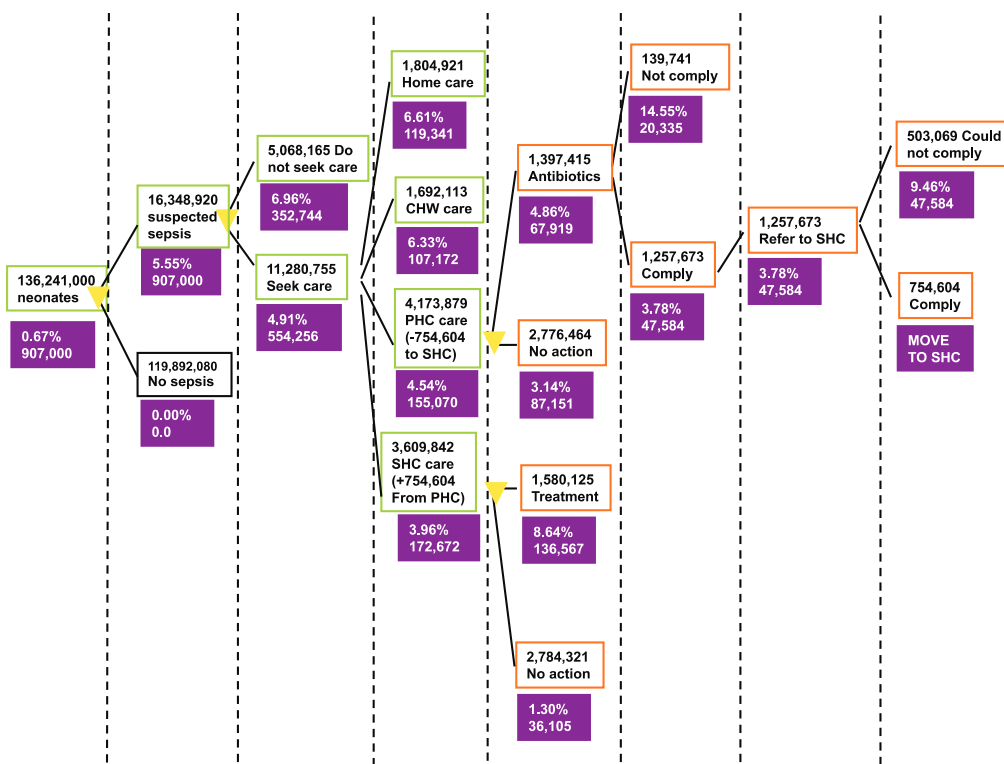 136,241,000
neonates
0.67%
907,000
16,348,920
suspected
sepsis
5.55%
907,000
119,892,080
No sepsis
0.00%
0.0
5,068,165 Do
not seek care
6.96%
352,744
11,280,755
Seek care
4.91%
554,256
1,804,921
Home care
6.61%
119,341
1,692,113
CHW care
6.33%
107,172
4,173,879
PHC care
(-754,604
to SHC)
4.54%
155,070
3,609,842
SHC care
(+754,604
From PHC)
3.96%
172,672
1,397,415
Antibiotics
4.86%
67,919
2,776,464
No action
3.14%
87,151
1,580,125
Treatment
8.64%
136,567
2,784,321
No action
1.30%
36,105
139,741
Not comply
14.55%
20,335
1,257,673
Comply
3.78%
47,584
1,257,673
Refer to SHC
3.78%
47,584
503,069 Could
not comply
9.46%
47,584
754,604
Comply
MOVE
TO SHC